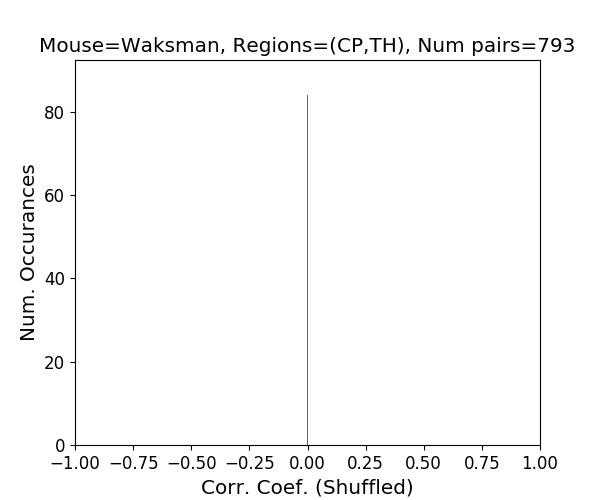 Mouse=Waksman, Regions=(CP,TH), Num pairs=793
Num. Occurances
80
60
40
20
0
−1.00 −0.75 −0.50 −0.25 0.00 0.25 0.50 0.75 1.00
Corr. Coef. (Shuffled)